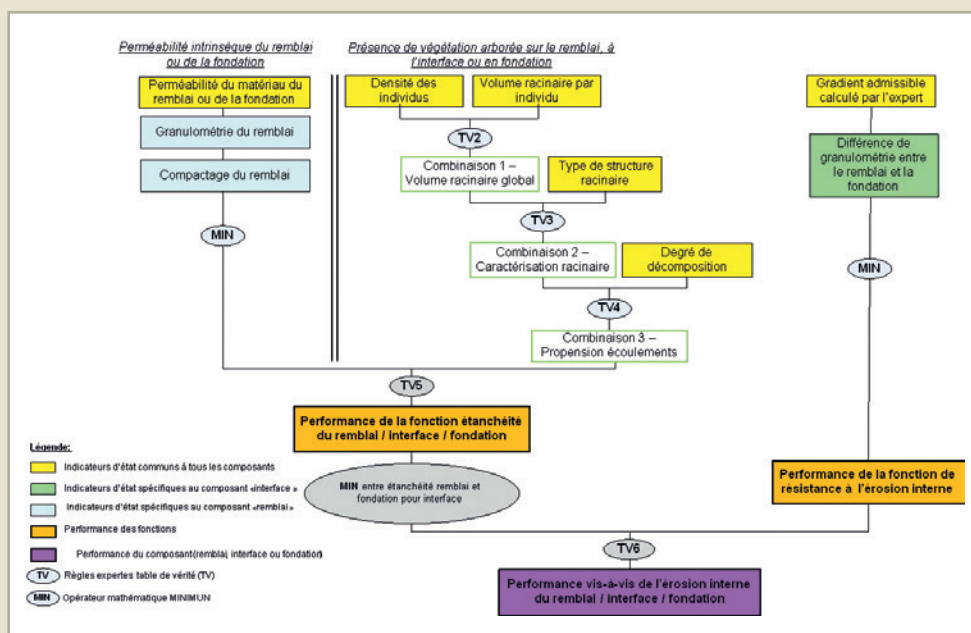 Perméabilité intrinsèque du remblai
ou de la fondation
Présence de végétation arborée sur le remblai, à
l'interface ou en fondation
Perméabilité du matériau du
remblai ou de la fondation
Granulométrie du remblai
Compactage du remblai
MIN
Densité des
individus
Volume racinaire par
individu
TV2
Combinaison 1 –
Volume racinaire global
Type de structure
racinaire
TV3
Combinaison 2 –
Caractérisation racinaire
Degré de
décomposition
TV4
Combinaison 3 –
Propension écoulements
Gradient admissible
calculé par l'expert
Différence de
granulométrie entre
le remblai et la
fondation
MIN
TV5
Performance de la fonction étanchéité
du remblai / interface / fondation
MIN entre étanchéité remblai et
fondation pour interface
Performance de la fonction de
résistance à l'érosion interne
TV6
Performance vis-à-vis de l'érosion interne
du remblai / interface / fondation
Légende:
Indicateurs d'état communs à tous les composants
Indicateurs d'état spécifiques au composant «interface»
Indicateurs d'état spécifiques au composant «remblai»
Performance des fonctions
Performance du composant(remblai, interface ou fondation)
TV Règles expertes table de vérité (TV)
MIN Opérateur mathématique MINIMUN